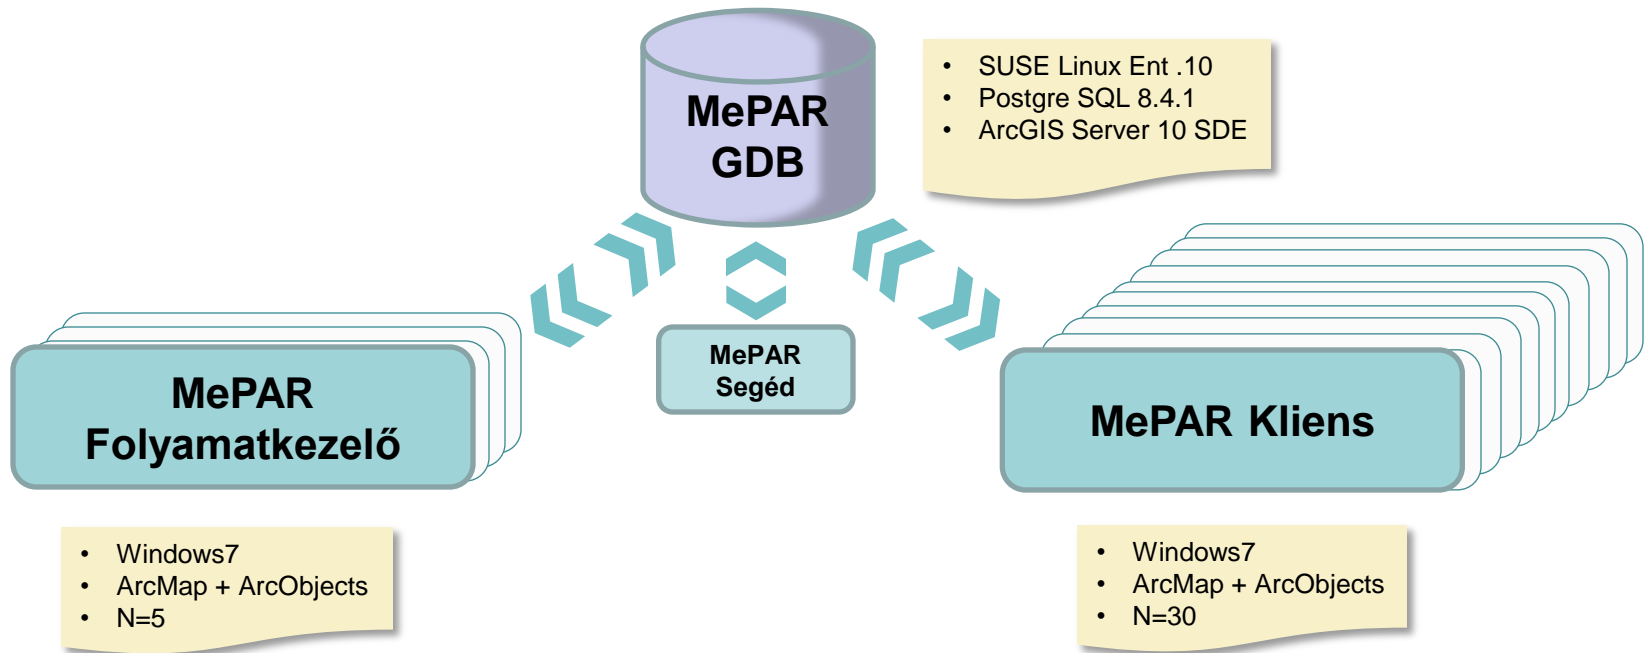 MePAR
GDB
• SUSE Linux Ent .10
• Postgre SQL 8.4.1
• ArcGIS Server 10 SDE
MePAR
Segéd
MePAR
Folyamatkezelő
MePAR Kliens
• Windows7
• ArcMap + ArcObjects
• N=5
• Windows7
• ArcMap + ArcObjects
• N=30